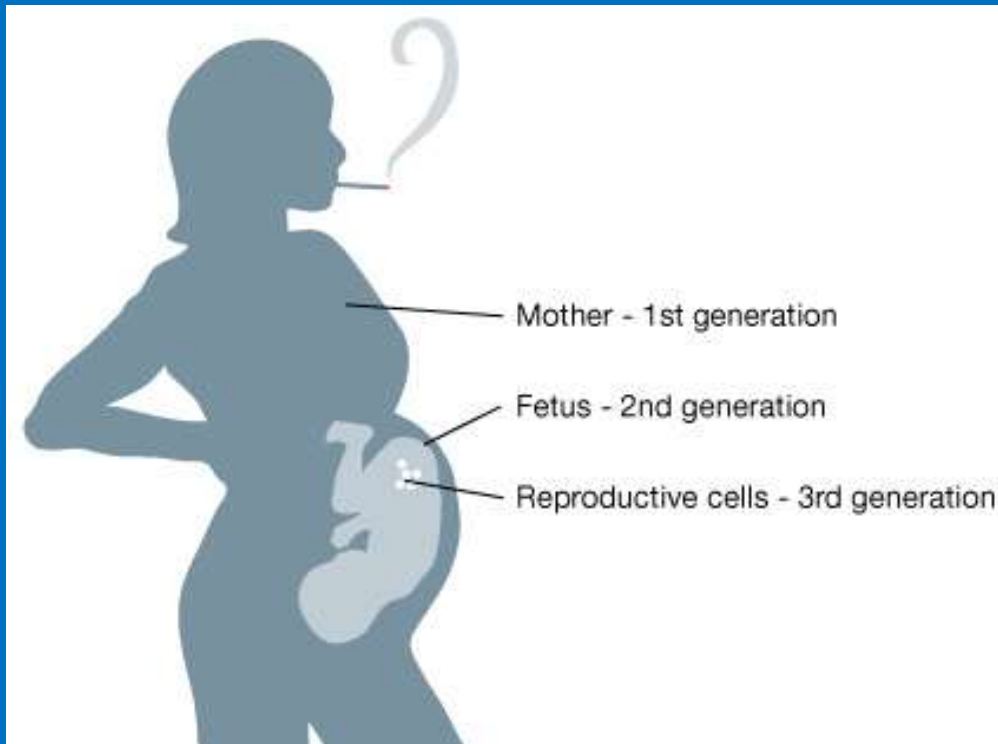 Mother - 1st generation
Fetus - 2nd generation
Reproductive cells - 3rd generation